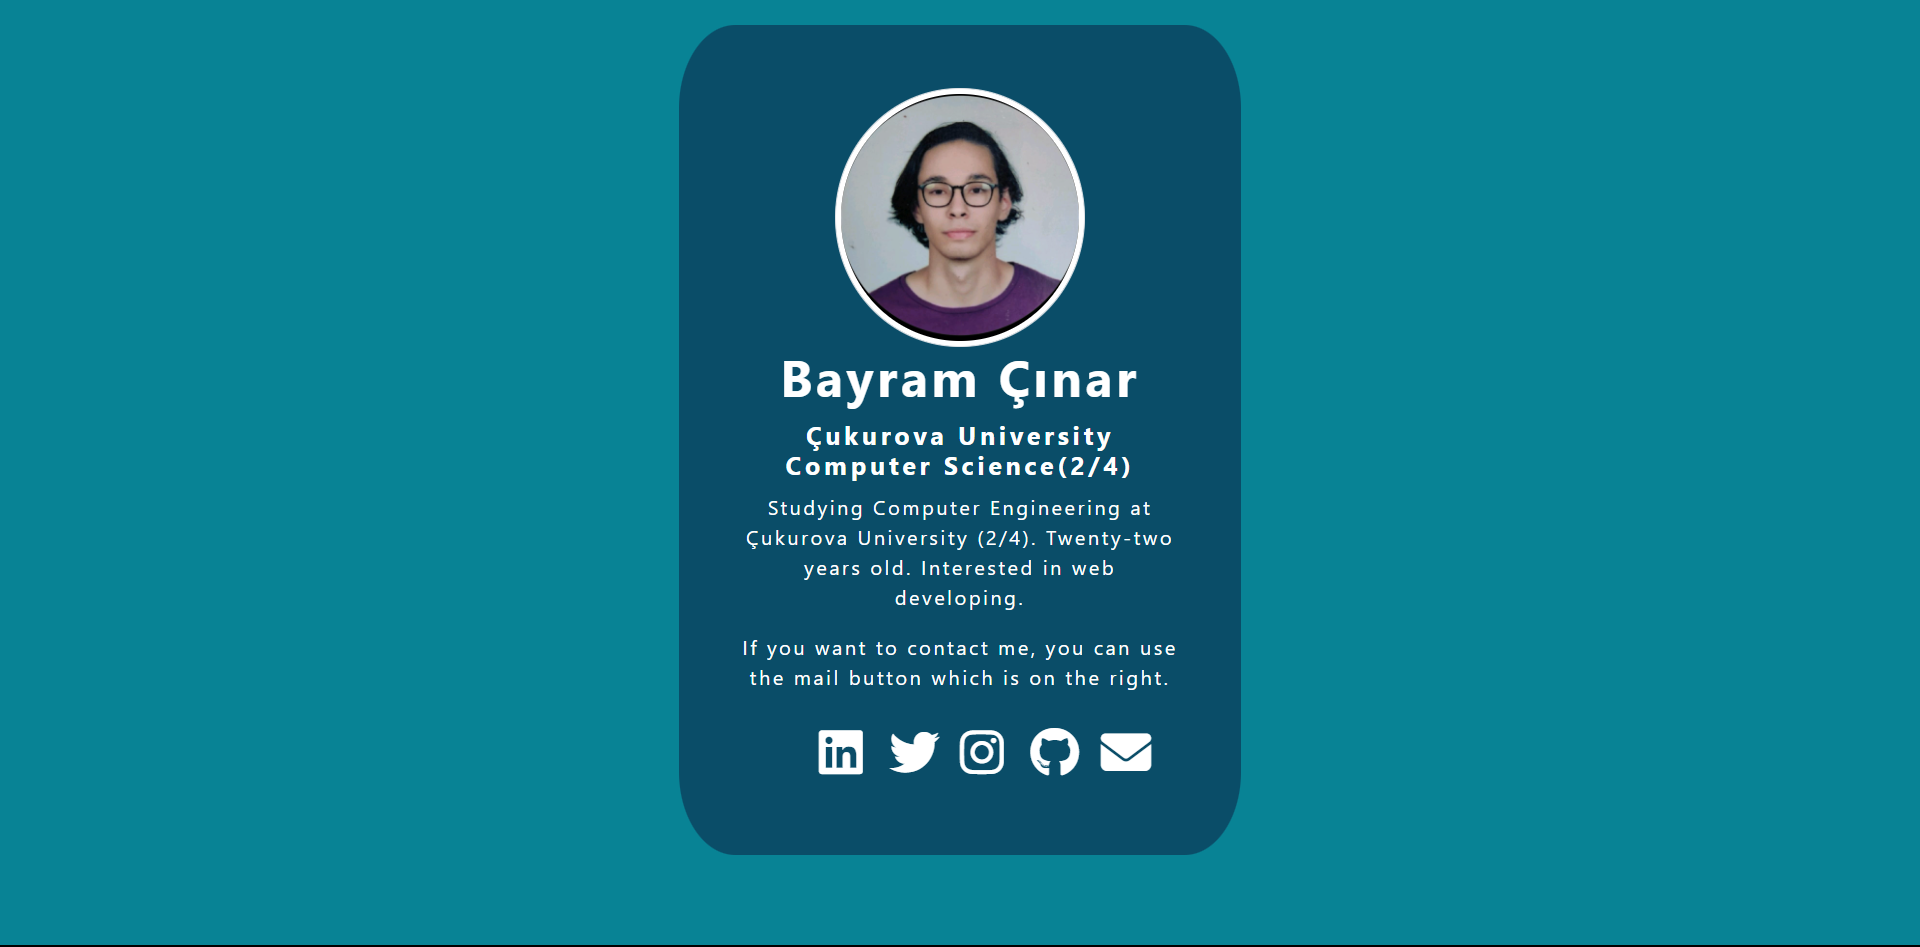 Bayram Çınar
Çukurova University
Computer Science(2/4)
Studying Computer Engineering at
Çukurova University (2/4). Twenty-two
years old. Interested in web
developing.
If you want to contact me, you can use
the mail button which is on the right.
in